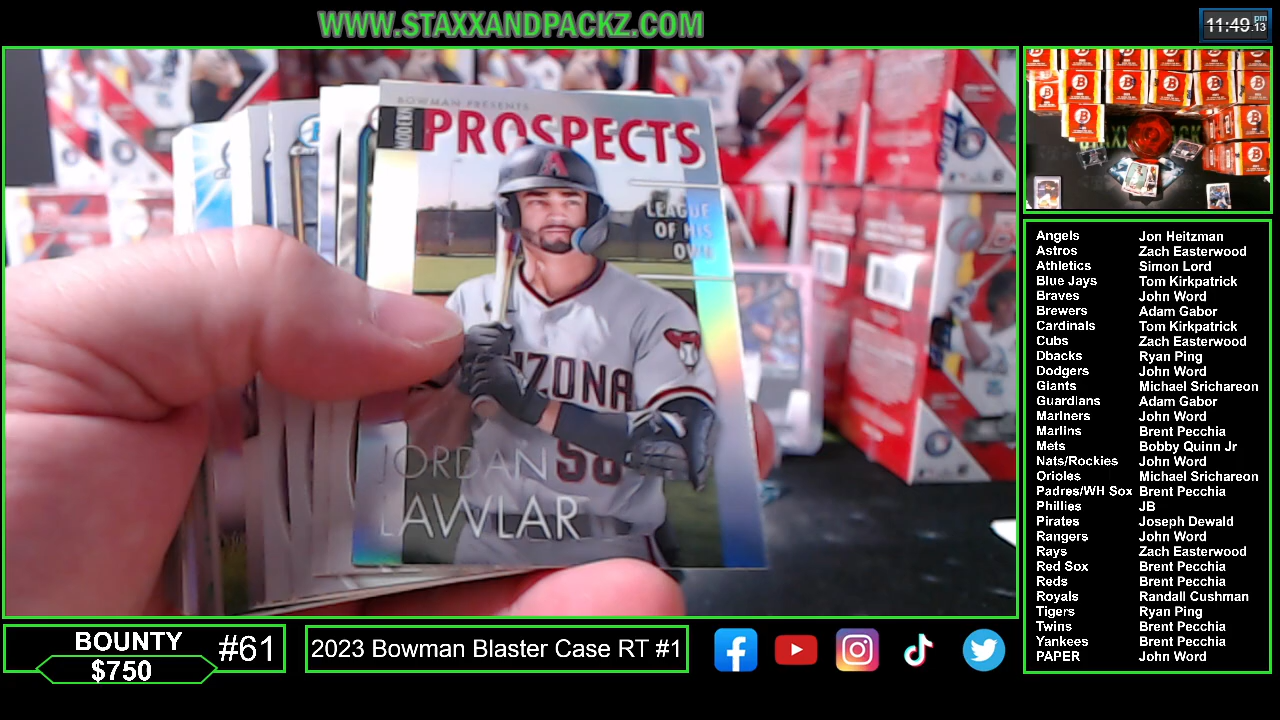 WWW.STAXXANDPACKZ.COM
11:49 pm .13
BOWMAN PRESENTS
MODERN
PROSPECTS
LEAGUE
OF HIS
OWN
A
ARIZONA
JORDAN
LAWLAR
Angels Jon Heitzman
Astros Zach Easterwood
Athletics Simon Lord
Blue Jays Tom Kirkpatrick
Braves John Word
Brewers Adam Gabor
Cardinals Tom Kirkpatrick
Cubs Zach Easterwood
Dbacks Ryan Ping
Dodgers John Word
Giants Michael Srichareon
Guardians Adam Gabor
Mariners John Word
Marlins Brent Pecchia
Mets Bobby Quinn Jr
Nats/Rockies John Word
Orioles Michael Srichareon
Padres/WH Sox Brent Pecchia
Phillies JB
Pirates Joseph Dewald
Rangers John Word
Rays Zach Easterwood
Red Sox Brent Pecchia
Reds Brent Pecchia
Royals Randall Cushman
Tigers Ryan Ping
Twins Brent Pecchia
Yankees Brent Pecchia
PAPER John Word
BOUNTY
$750
#61
2023 Bowman Blaster Case RT #1